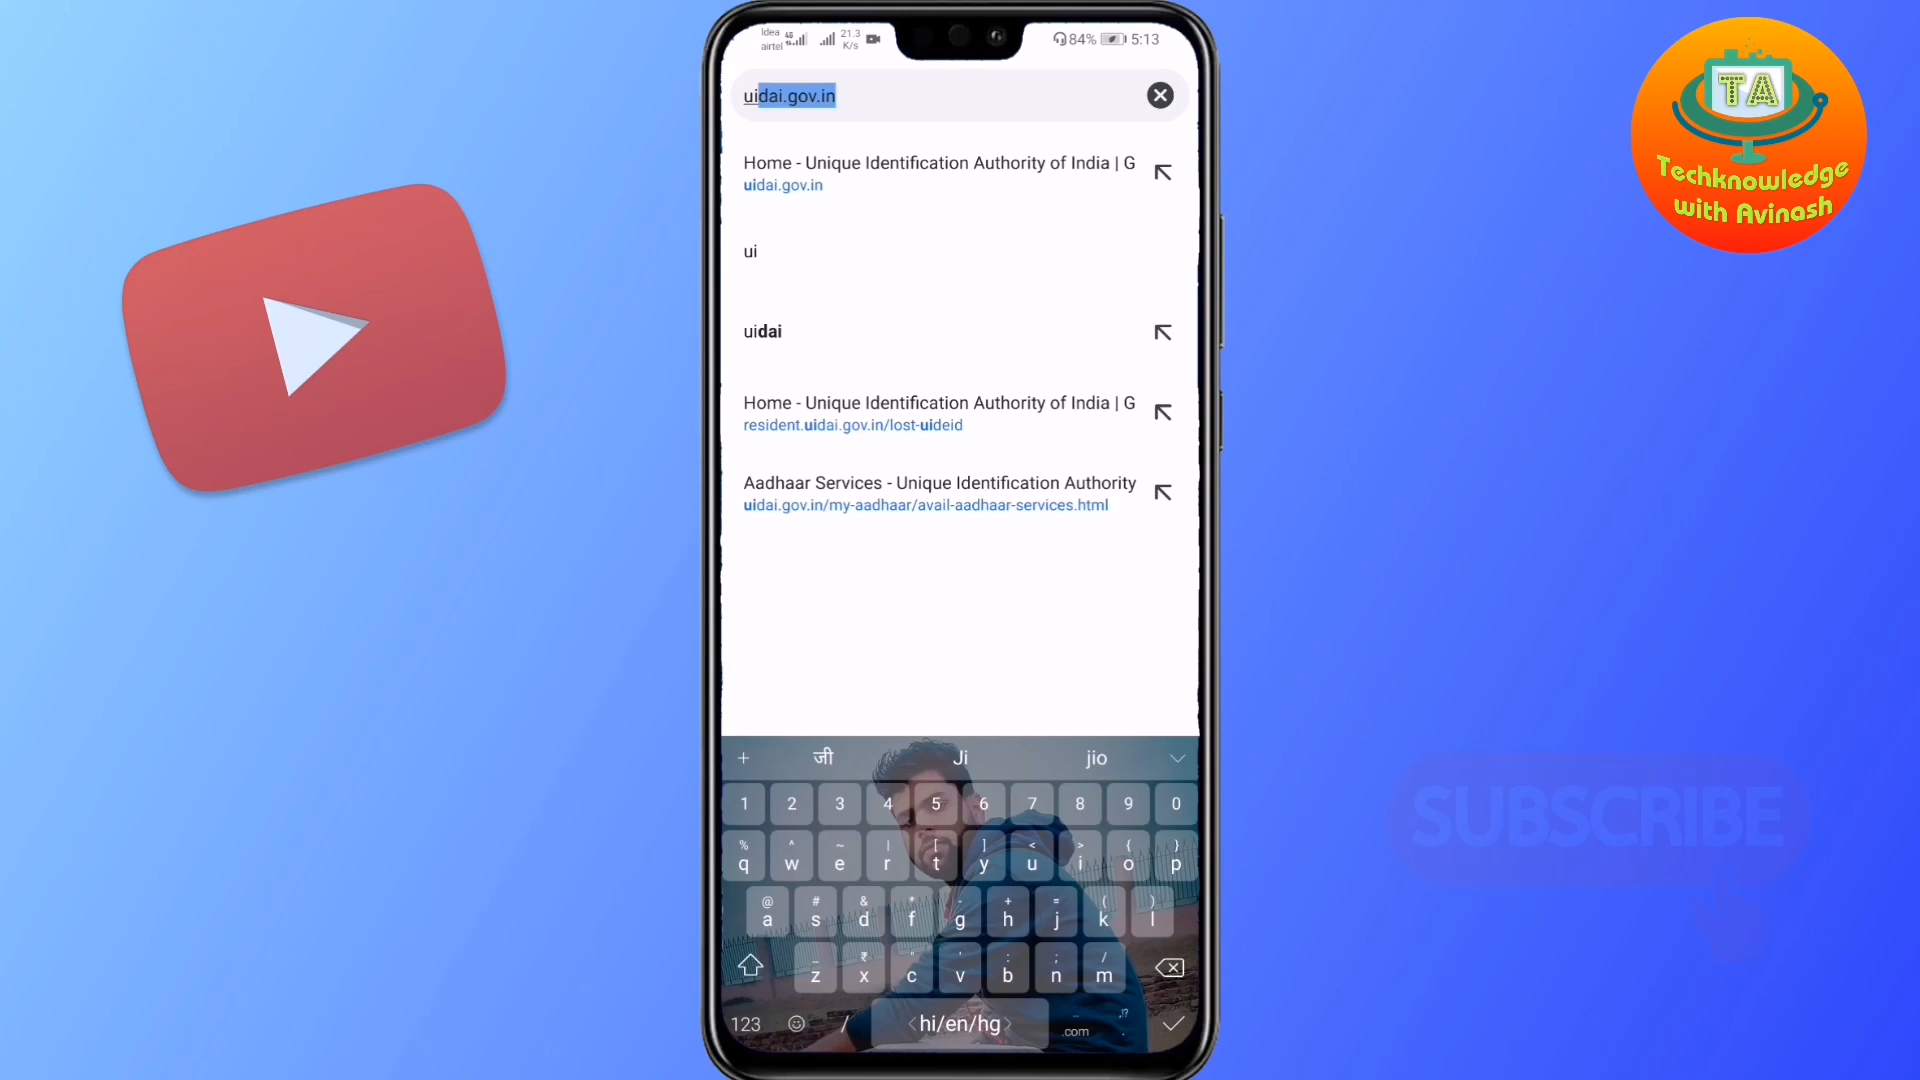 Idea 4G 21.3 84% 5:13
airtel K/s
uidai.gov.in
Home - Unique Identification Authority of India | G
uidai.gov.in
ui
uidai
Home - Unique Identification Authority of India | G
resident.uidai.gov.in/lost-uideid
Aadhaar Services - Unique Identification Authority
uidai.gov.in/my-aadhaar/avail-aadhaar-services.html
+ जी Ji jio
1 2 3 4 5 6 7 8 9 0
% ^ ~ | [ ] < > { }
q w e r t y u i o p
@ # & * - + = ( )
a s d f g h j k l
_ ₹ " ' : ; /
z x c v b n m
123 / hi/en/hg .com ,!? .
TA
Techknowledge
with Avinash
SUBSCRIBE